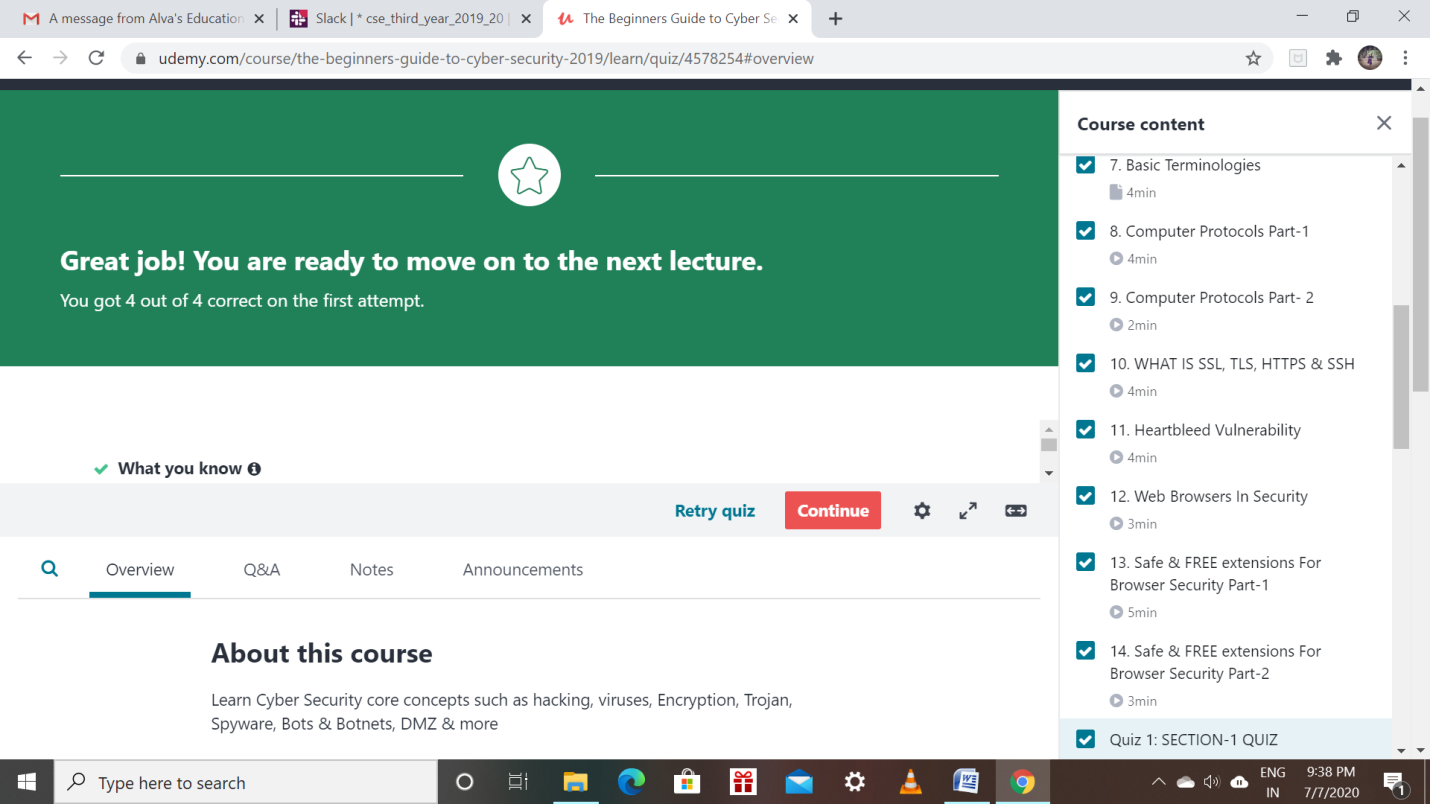 A message from Alva's Education
Slack | * cse_third_year_2019_20 |
The Beginners Guide to Cyber Se
udemy.com/course/the-beginners-guide-to-cyber-security-2019/learn/quiz/4578254#overview
Great job! You are ready to move on to the next lecture.
You got 4 out of 4 correct on the first attempt.
What you know
Retry quiz
Continue
Overview
Q&A
Notes
Announcements
About this course
Learn Cyber Security core concepts such as hacking, viruses, Encryption, Trojan,
Spyware, Bots & Botnets, DMZ & more
Course content
7. Basic Terminologies
4min
8. Computer Protocols Part-1
4min
9. Computer Protocols Part- 2
2min
10. WHAT IS SSL, TLS, HTTPS & SSH
4min
11. Heartbleed Vulnerability
4min
12. Web Browsers In Security
3min
13. Safe & FREE extensions For
Browser Security Part-1
5min
14. Safe & FREE extensions For
Browser Security Part-2
3min
Quiz 1: SECTION-1 QUIZ
Type here to search
ENG
IN
9:38 PM
7/7/2020
1